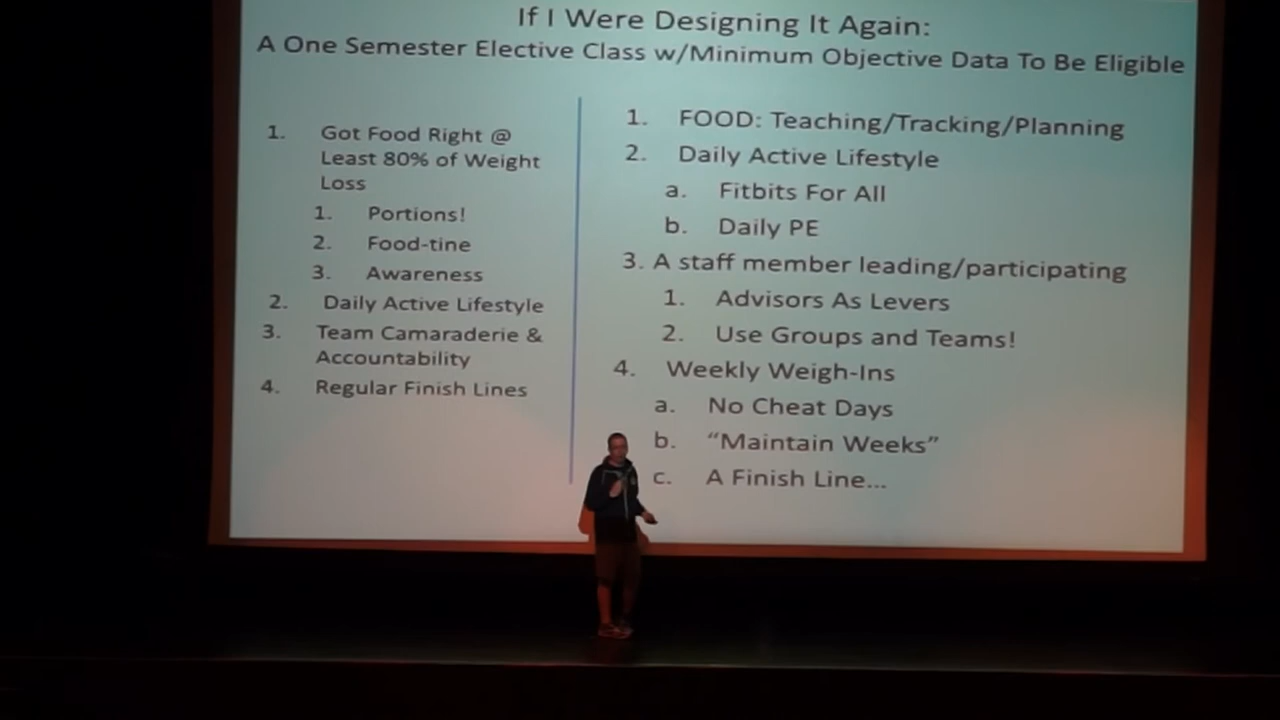 If I Were Designing It Again:
A One Semester Elective Class w/Minimum Objective Data To Be Eligible
1. Got Food Right @
Least 80% of Weight
Loss
1. Portions!
2. Food-tine
3. Awareness
2. Daily Active Lifestyle
3. Team Camaraderie &
Accountability
4. Regular Finish Lines
1. FOOD: Teaching/Tracking/Planning
2. Daily Active Lifestyle
a. Fitbits For All
b. Daily PE
3. A staff member leading/participating
1. Advisors As Levers
2. Use Groups and Teams!
4. Weekly Weigh-Ins
a. No Cheat Days
b. “Maintain Weeks”
c. A Finish Line...